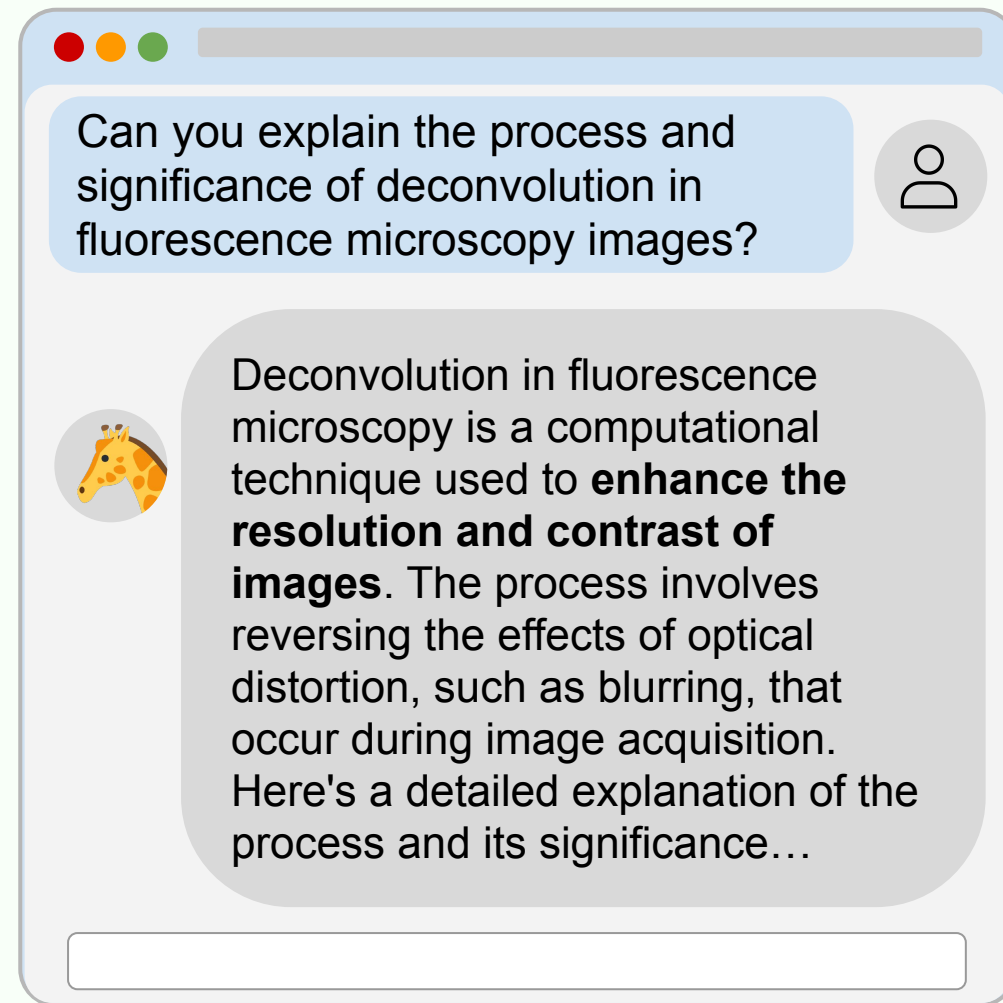 Can you explain the process and
significance of deconvolution in
fluorescence microscopy images?
Deconvolution in fluorescence
microscopy is a computational
technique used to enhance the
resolution and contrast of
images. The process involves
reversing the effects of optical
distortion, such as blurring, that
occur during image acquisition.
Here's a detailed explanation of the
process and its significance…